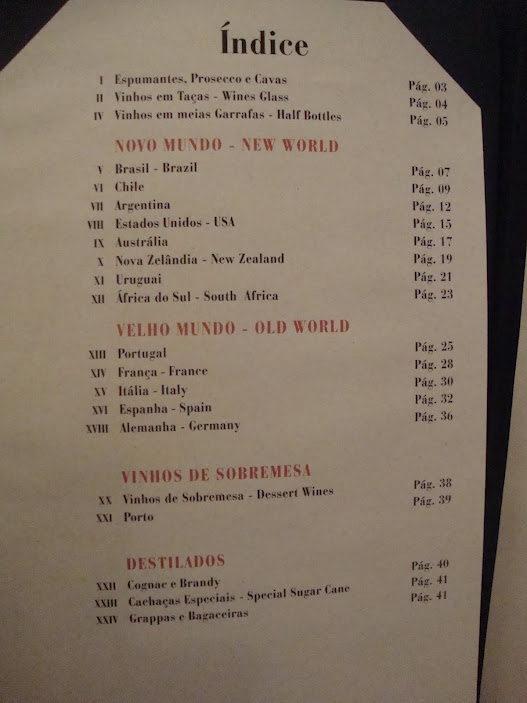 Índice
I Espumantes, Prosecco e Cavas Pág. 03
II Vinhos em Taças - Wines Glass Pág. 04
IV Vinhos em meias Garrafas - Half Bottles Pág. 05
NOVO MUNDO - NEW WORLD
V Brasil - Brazil Pág. 07
VI Chile Pág. 09
VII Argentina Pág. 12
VIII Estados Unidos - USA Pág. 15
IX Austrália Pág. 17
X Nova Zelândia - New Zealand Pág. 19
XI Uruguai Pág. 21
XII África do Sul - South Africa Pág. 23
VELHO MUNDO - OLD WORLD
XIII Portugal Pág. 25
XIV França - France Pág. 28
XV Itália - Italy Pág. 30
XVI Espanha - Spain Pág. 32
XVIII Alemanha - Germany Pág. 36
VINHOS DE SOBREMESA
XX Vinhos de Sobremesa - Dessert Wines Pág. 38
XXI Porto Pág. 39
DESTILADOS
XXII Cognac e Brandy Pág. 40
XXIII Cachaças Especiais - Special Sugar Cane Pág. 41
XXIV Grappas e Bagaceiras Pág. 41